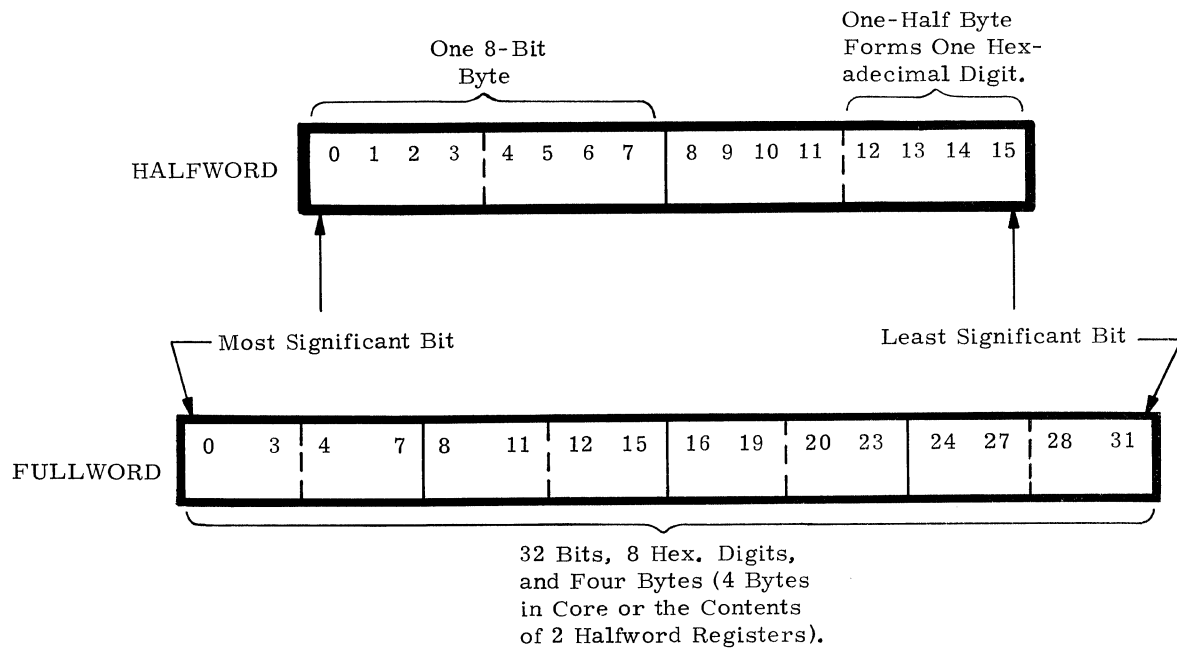 One 8-Bit
Byte
One-Half Byte
Forms One Hex-
adecimal Digit.
HALFWORD
0 1 2 3 4 5 6 7 8 9 10 11 12 13 14 15
Most Significant Bit
Least Significant Bit
FULLWORD
0 3 4 7 8 11 12 15 16 19 20 23 24 27 28 31
32 Bits, 8 Hex. Digits,
and Four Bytes (4 Bytes
in Core or the Contents
of 2 Halfword Registers).